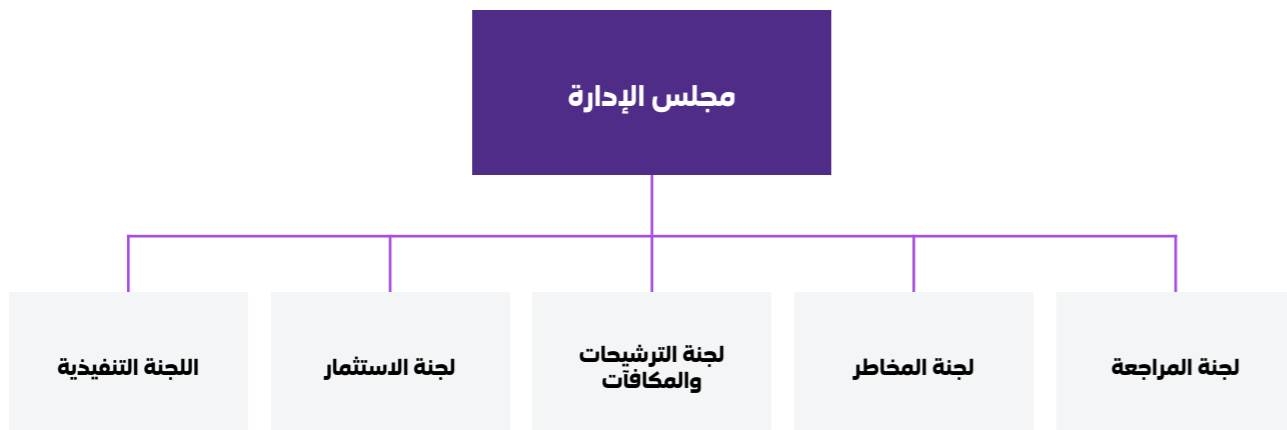 مجلس الإدارة
لجنة المراجعة
لجنة المخاطر
لجنة الترشيحات
والمكافآت
لجنة الاستثمار
اللجنة التنفيذية